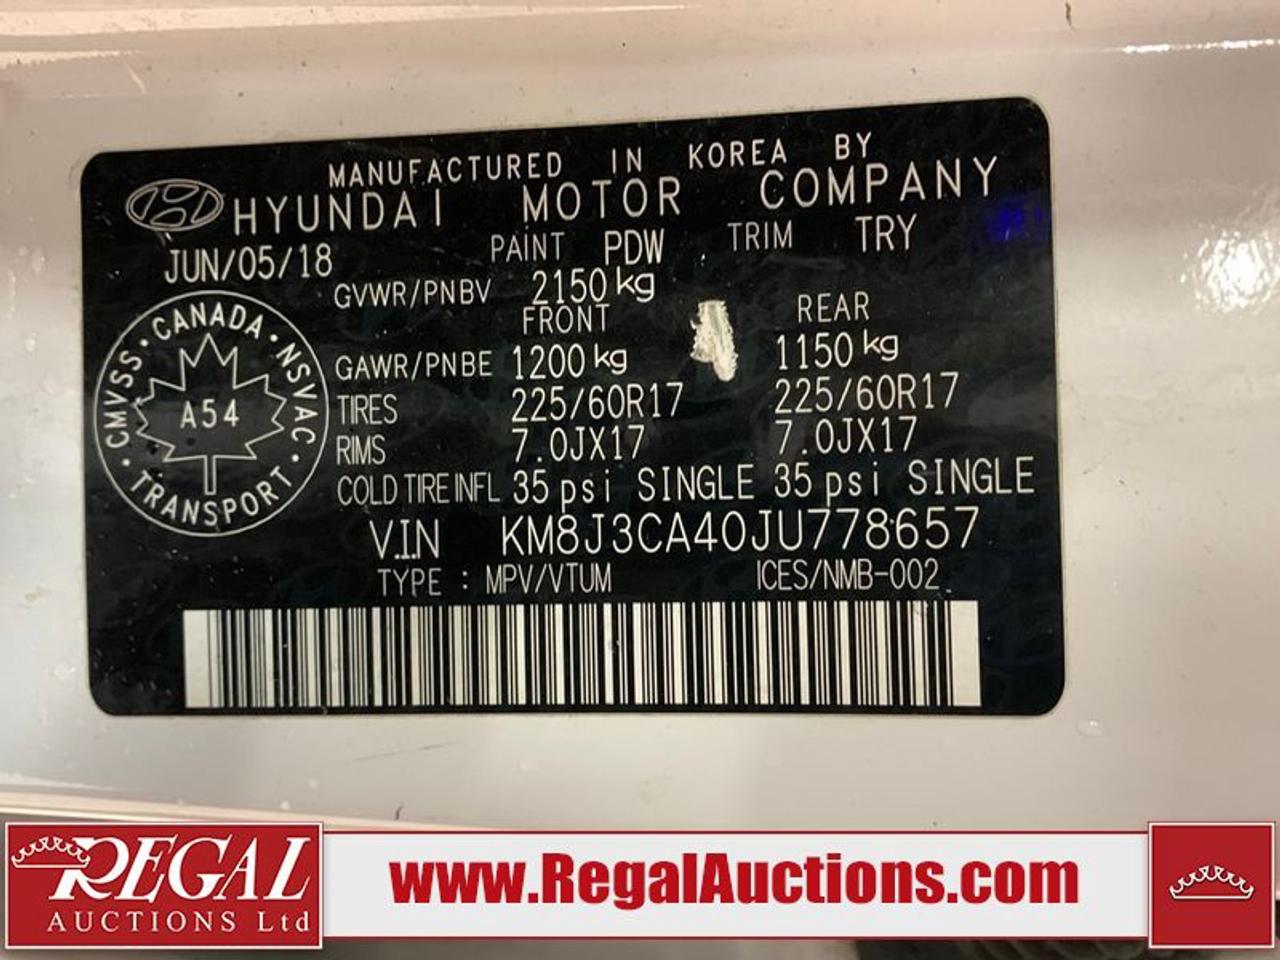 MANUFACTURED IN KOREA BY
HYUNDAI MOTOR COMPANY
JUN/05/18 PAINT PDW TRIM TRY
GVWR/PNBV 2150 kg
FRONT REAR
GAWR/PNBE 1200 kg 1150 kg
TIRES 225/60R17 225/60R17
RIMS 7.0JX17 7.0JX17
COLD TIRE INFL 35 psi SINGLE 35 psi SINGLE
V.I.N KM8J3CA40JU778657
TYPE : MPV/VTUM ICES/NMB-002
CANADA · NSVAC · TRANSPORT · CMVSS ·
A54
REGAL
AUCTIONS Ltd
www.RegalAuctions.com